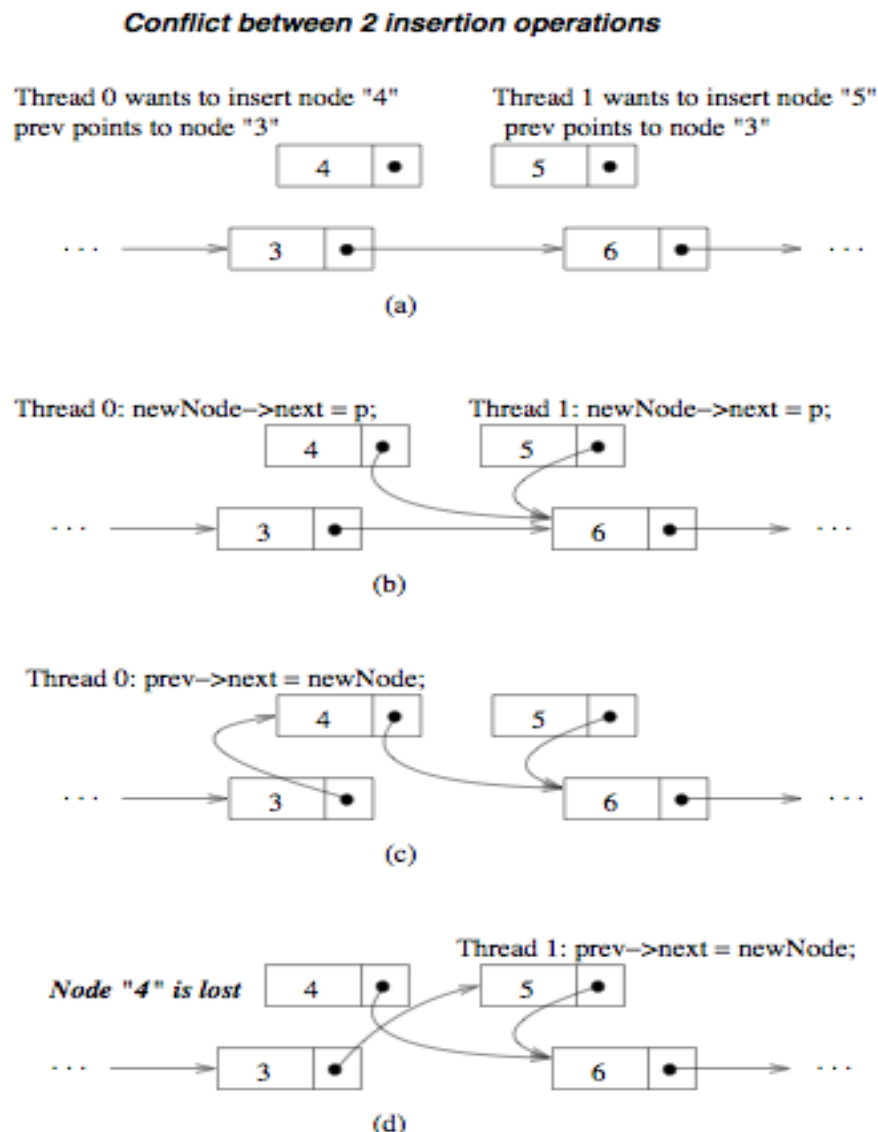 Conflict between 2 insertion operations
Thread 0 wants to insert node "4"
prev points to node "3"
Thread 1 wants to insert node "5"
prev points to node "3"
4
5
. . .
3
6
. . .
(a)
Thread 0: newNode−>next = p;
Thread 1: newNode−>next = p;
4
5
. . .
3
6
. . .
(b)
Thread 0: prev−>next = newNode;
4
5
. . .
3
6
. . .
(c)
Thread 1: prev−>next = newNode;
Node "4" is lost
4
5
. . .
3
6
. . .
(d)